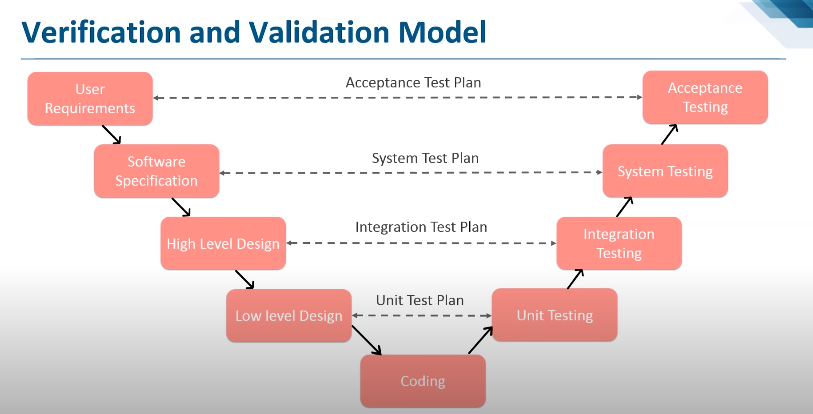 Verification and Validation Model
User
Requirements
Acceptance Test Plan
Acceptance
Testing
Software
Specification
System Test Plan
System Testing
High Level Design
Integration Test Plan
Integration
Testing
Low level Design
Unit Test Plan
Unit Testing
Coding